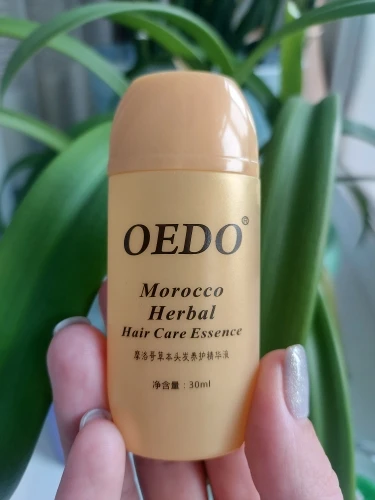 OEDO®
Morocco
Herbal
Hair Care Essence
摩洛号草本头发养护精华液
净含量：30ml